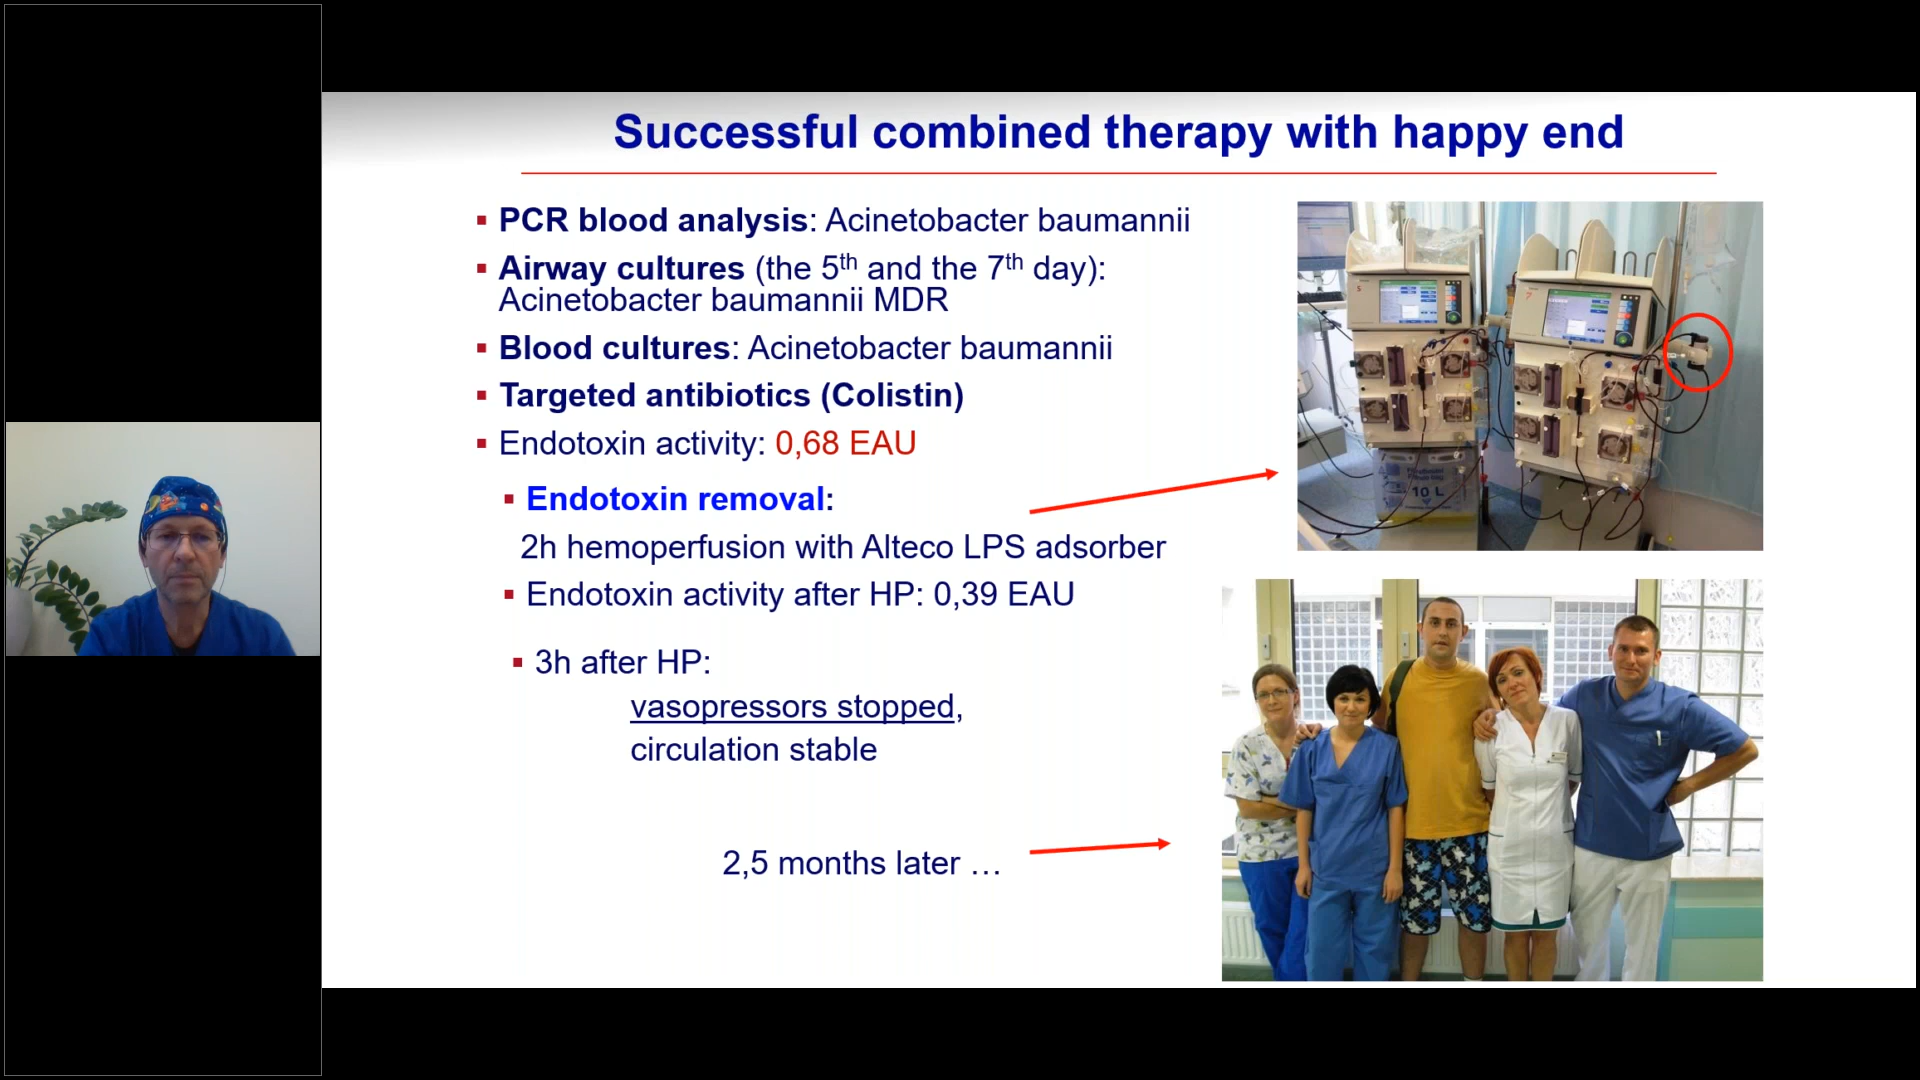 Successful combined therapy with happy end
▪ PCR blood analysis: Acinetobacter baumannii
▪ Airway cultures (the 5th and the 7th day):
Acinetobacter baumannii MDR
▪ Blood cultures: Acinetobacter baumannii
▪ Targeted antibiotics (Colistin)
▪ Endotoxin activity: 0,68 EAU
▪ Endotoxin removal:
2h hemoperfusion with Alteco LPS adsorber
▪ Endotoxin activity after HP: 0,39 EAU
▪ 3h after HP:
vasopressors stopped,
circulation stable
2,5 months later …
10 L